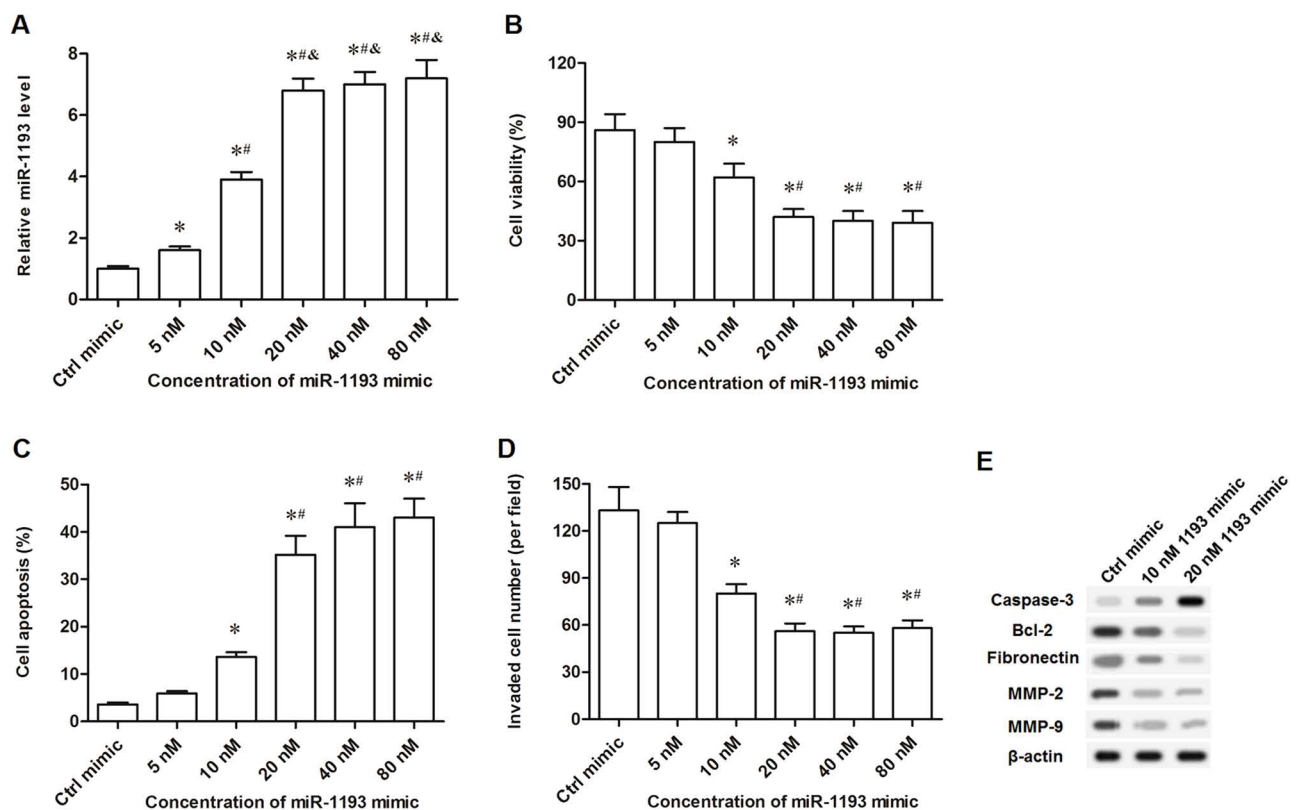 A
Relative miR-1193 level
8
6
4
2
0
*
*#
*#&
*#&
*#&
Ctrl mimic
5 nM
10 nM
20 nM
40 nM
80 nM
Concentration of miR-1193 mimic
B
Cell viability (%)
120
90
60
30
0
*
*#
*#
*#
Ctrl mimic
5 nM
10 nM
20 nM
40 nM
80 nM
Concentration of miR-1193 mimic
C
Cell apoptosis (%)
50
40
30
20
10
0
*
*#
*#
*#
Ctrl mimic
5 nM
10 nM
20 nM
40 nM
80 nM
Concentration of miR-1193 mimic
D
Invaded cell number (per field)
150
120
90
60
30
0
*
*#
*#
*#
Ctrl mimic
5 nM
10 nM
20 nM
40 nM
80 nM
Concentration of miR-1193 mimic
E
Ctrl mimic
10 nM 1193 mimic
20 nM 1193 mimic
Caspase-3
Bcl-2
Fibronectin
MMP-2
MMP-9
β-actin